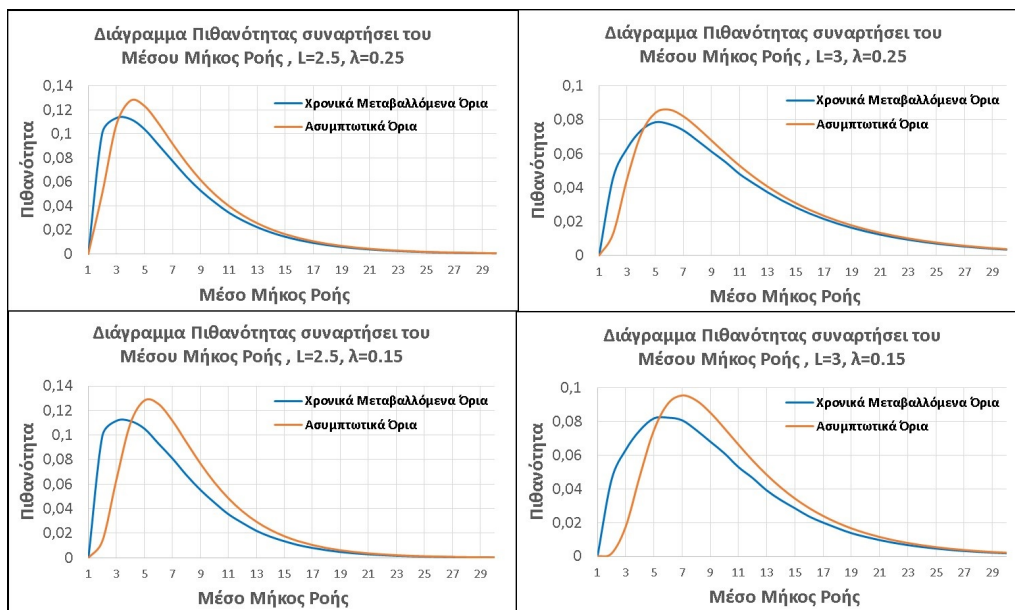 Διάγραμμα Πιθανότητας συναρτήσει του
Μέσου Μήκος Ροής , L=2.5, λ=0.25
0,14
0,12
0,1
0,08
0,06
0,04
0,02
0
Πιθανότητα
Χρονικά Μεταβαλλόμενα Όρια
Ασυμπτωτικά Όρια
1 3 5 7 9 11 13 15 17 19 21 23 25 27 29
Μέσο Μήκος Ροής
Διάγραμμα Πιθανότητας συναρτήσει του
Μέσου Μήκος Ροής , L=3, λ=0.25
0,1
0,08
0,06
0,04
0,02
0
Πιθανότητα
Χρονικά Μεταβαλλόμενα Όρια
Ασυμπτωτικά Όρια
1 3 5 7 9 11 13 15 17 19 21 23 25 27 29
Μέσο Μήκος Ροής
Διάγραμμα Πιθανότητας συναρτήσει του
Μέσου Μήκος Ροής , L=2.5, λ=0.15
0,14
0,12
0,1
0,08
0,06
0,04
0,02
0
Πιθανότητα
Χρονικά Μεταβαλλόμενα Όρια
Ασυμπτωτικά Όρια
1 3 5 7 9 11 13 15 17 19 21 23 25 27 29
Μέσο Μήκος Ροής
Διάγραμμα Πιθανότητας συναρτήσει του
Μέσου Μήκος Ροής , L=3, λ=0.15
0,1
0,08
0,06
0,04
0,02
0
Πιθανότητα
Χρονικά Μεταβαλλόμενα Όρια
Ασυμπτωτικά Όρια
1 3 5 7 9 11 13 15 17 19 21 23 25 27 29
Μέσο Μήκος Ροής